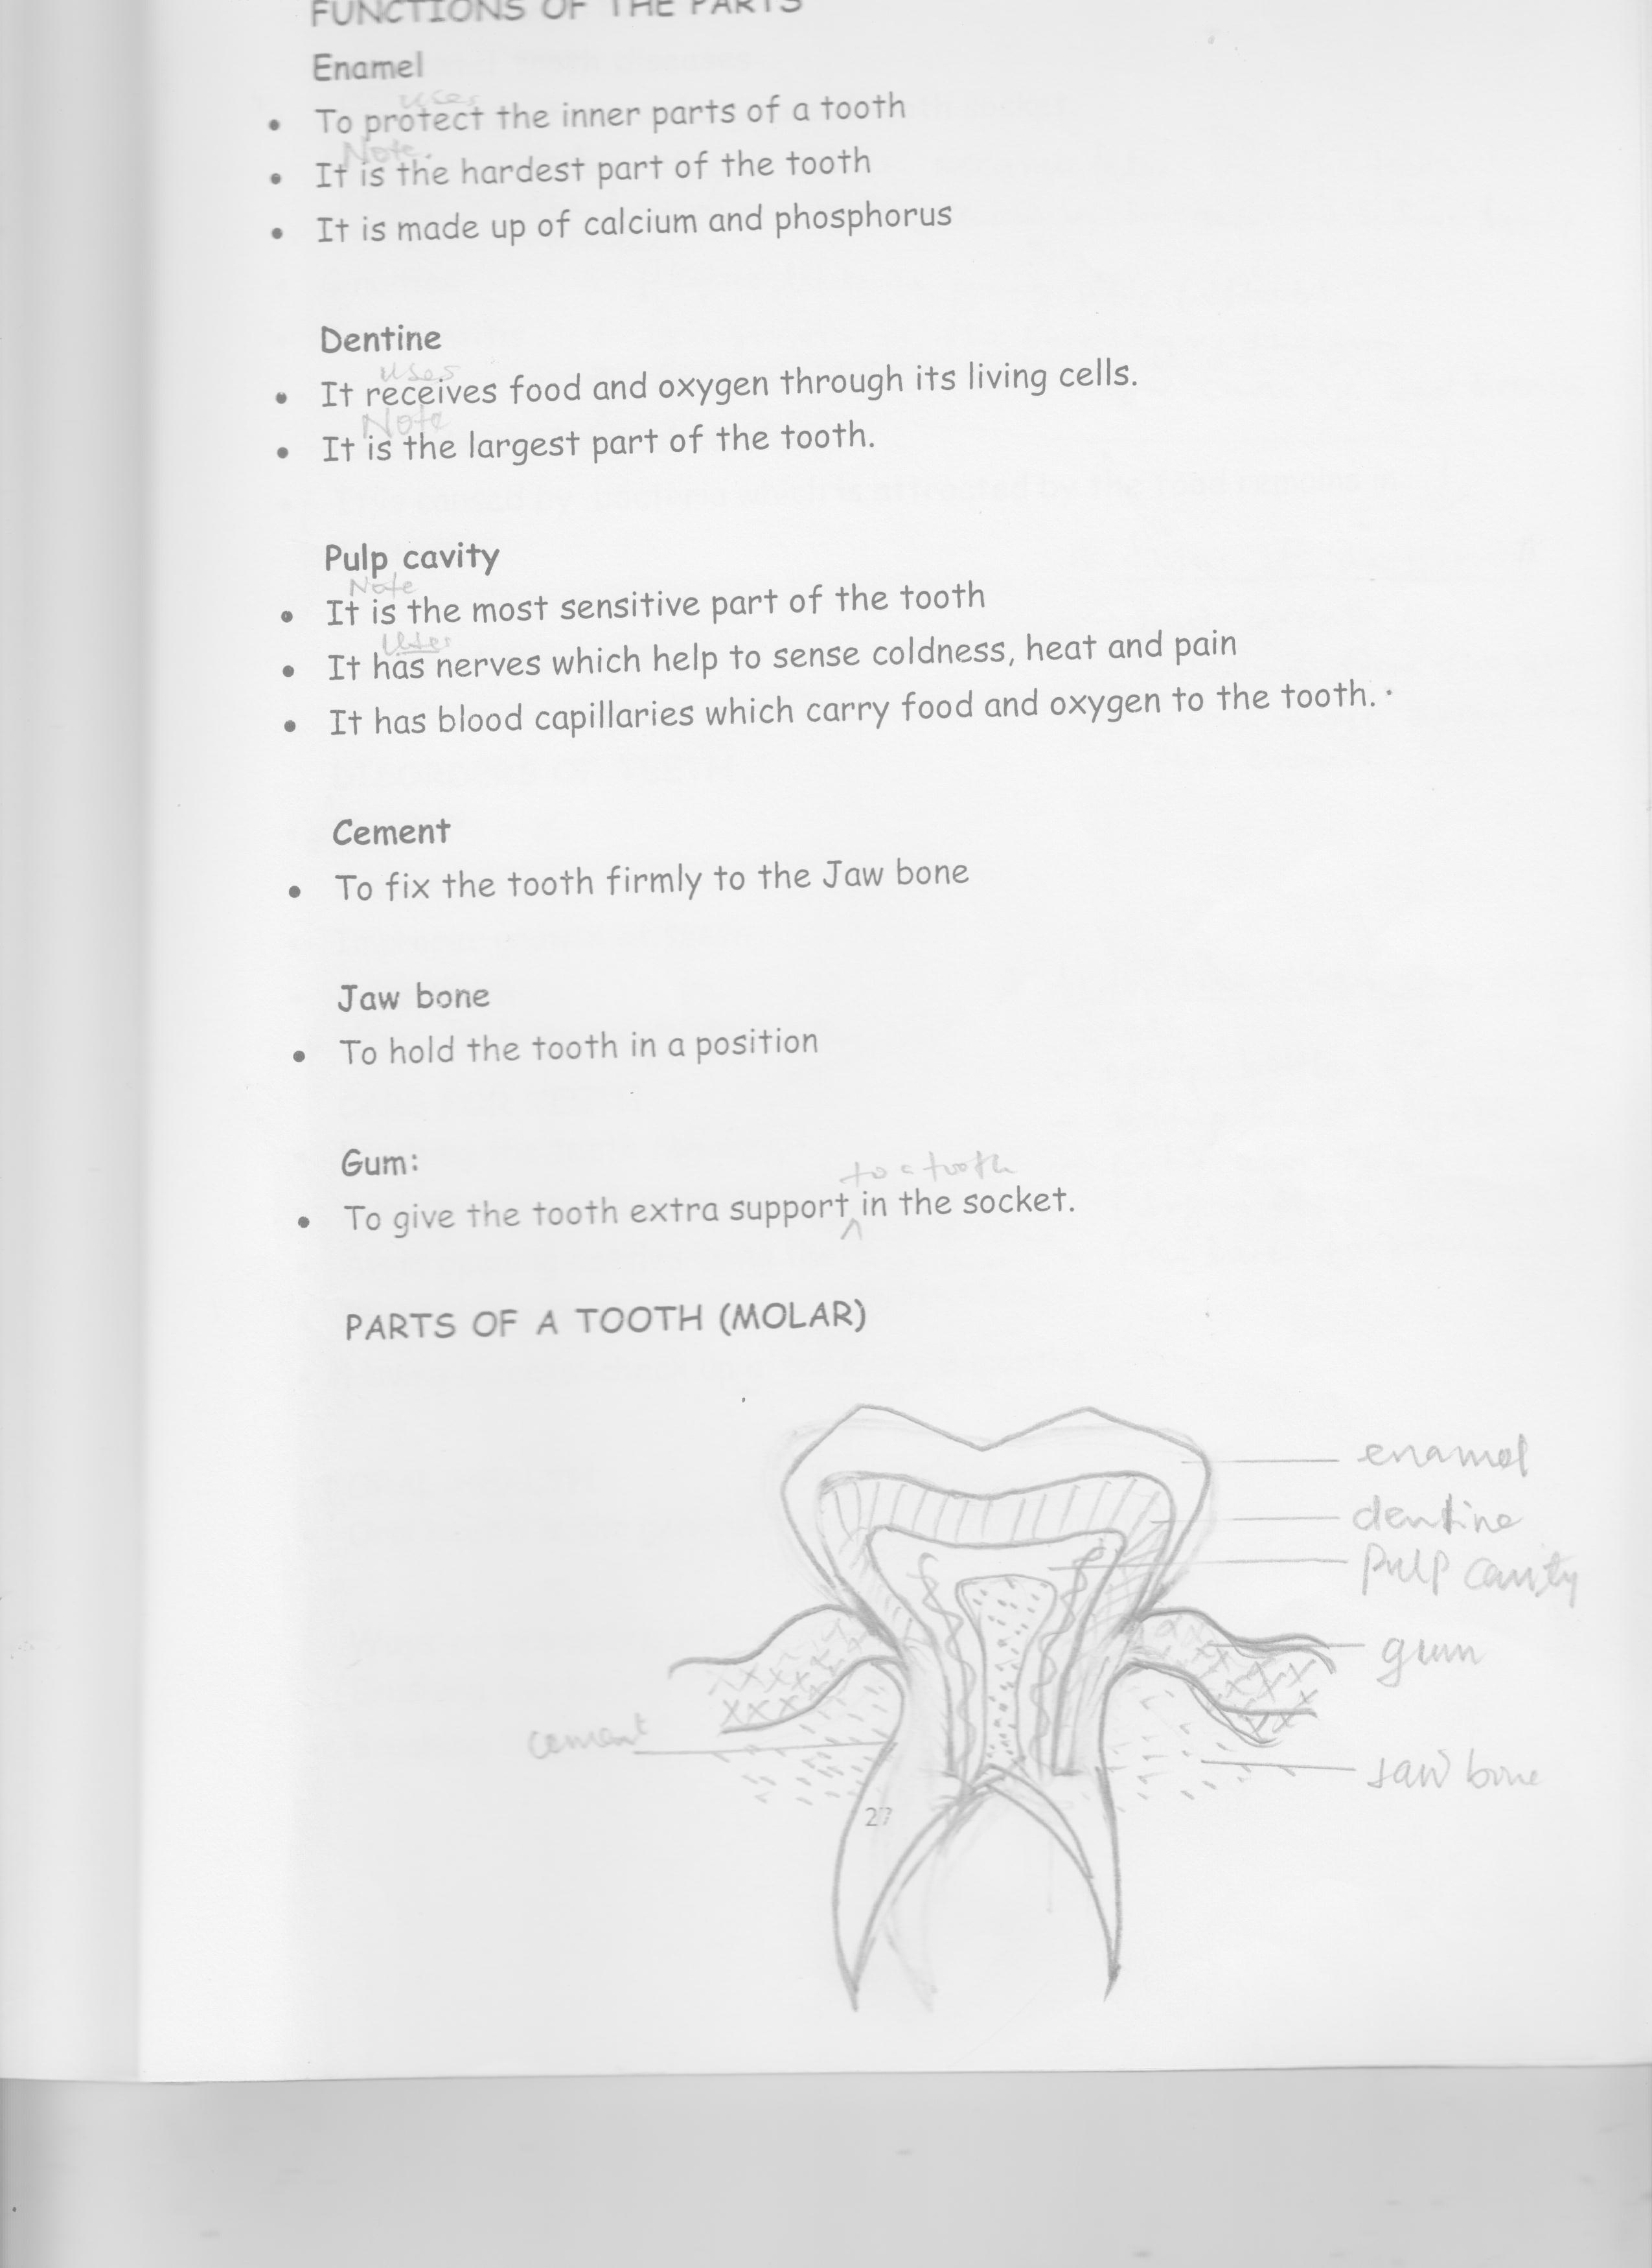 FUNCTIONS OF THE PARTS
Enamel
uses
• To protect the inner parts of a tooth
Note.
• It is the hardest part of the tooth
• It is made up of calcium and phosphorus
Dentine
uses
• It receives food and oxygen through its living cells.
Note
• It is the largest part of the tooth.
Pulp cavity
Note
• It is the most sensitive part of the tooth
Uses
• It has nerves which help to sense coldness, heat and pain
• It has blood capillaries which carry food and oxygen to the tooth.
Cement
• To fix the tooth firmly to the Jaw bone
Jaw bone
• To hold the tooth in a position
Gum:
to a tooth
• To give the tooth extra support in the socket.
PARTS OF A TOOTH (MOLAR)
enamel
dentine
Pulp cavity
gum
cement
Jaw bone
27